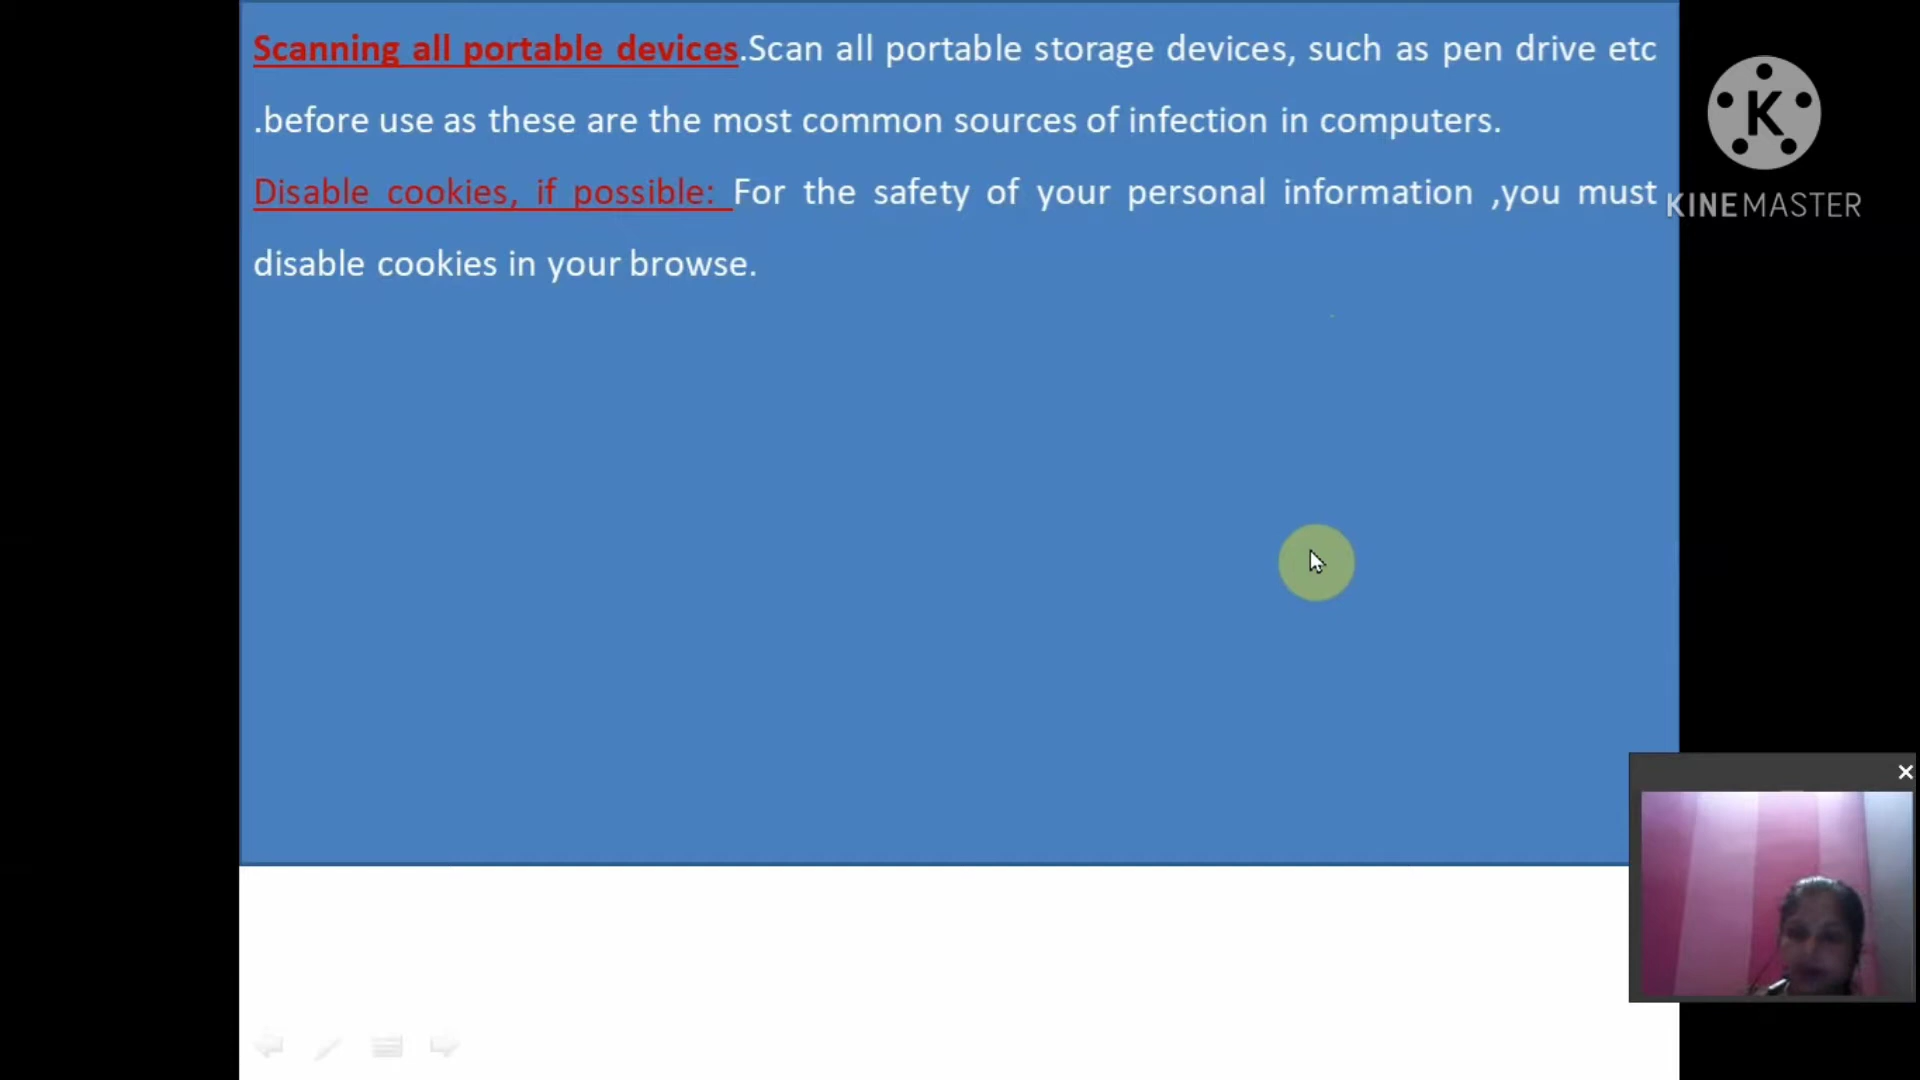 Scanning all portable devices.Scan all portable storage devices, such as pen drive etc
.before use as these are the most common sources of infection in computers.
Disable cookies, if possible: For the safety of your personal information ,you must
disable cookies in your browse.
K
KINEMASTER